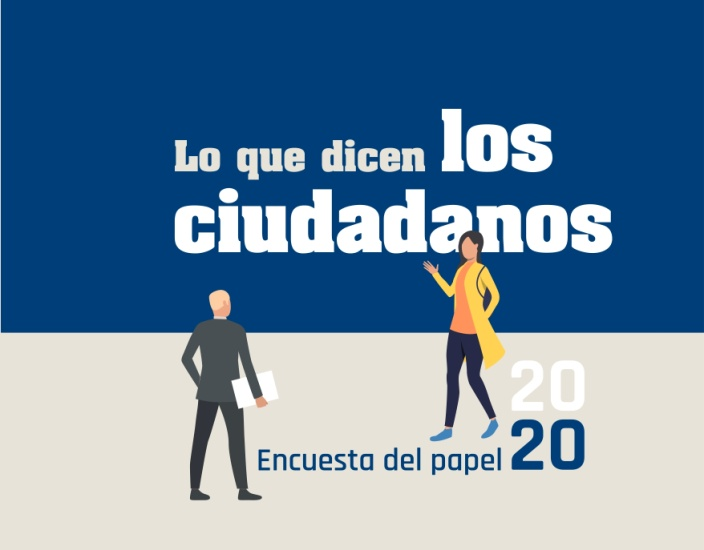 Lo que dicen los
ciudadanos
20
Encuesta del papel 20